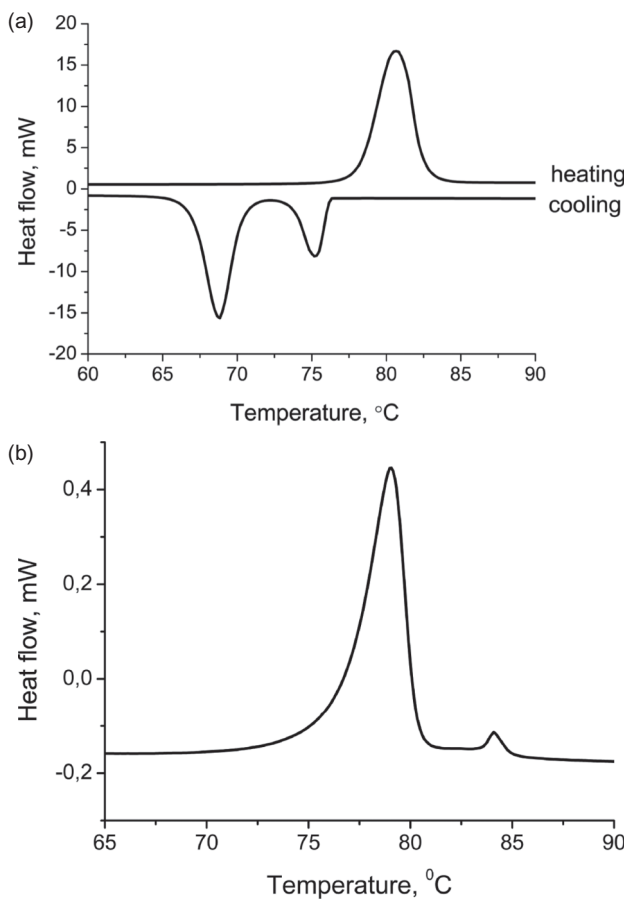 (a)
20
15
10
5
0
-5
-10
-15
-20
Heat flow, mW
heating
cooling
60 65 70 75 80 85 90
Temperature, °C
(b)
0,4
0,2
0,0
-0,2
Heat flow, mW
65 70 75 80 85 90
Temperature, ⁰C